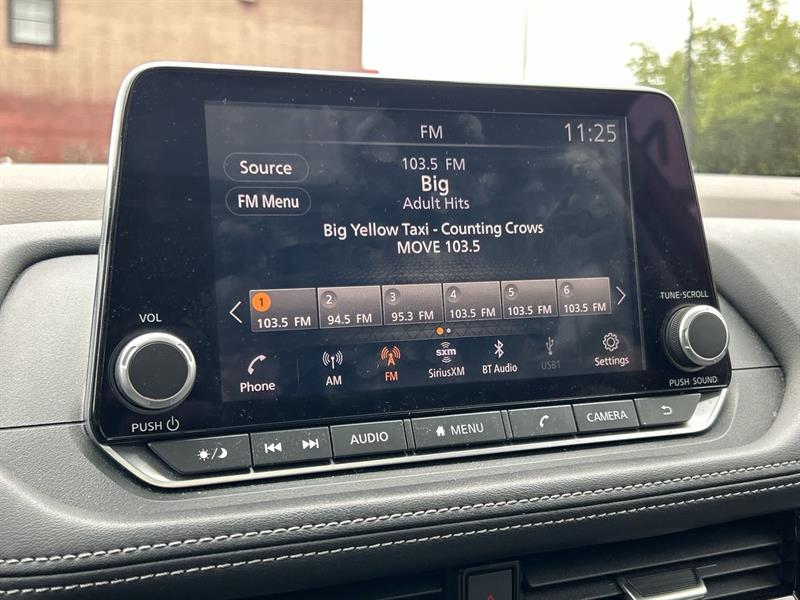 FM
11:25
Source
FM Menu
103.5 FM
Big
Adult Hits
Big Yellow Taxi - Counting Crows
MOVE 103.5
1 2 3 4 5 6
103.5 FM 94.5 FM 95.3 FM 103.5 FM 103.5 FM 103.5 FM
Phone
AM
FM
sxm
SiriusXM
BT Audio
USB1
Settings
VOL
PUSH
TUNE·SCROLL
PUSH SOUND
AUDIO
MENU
CAMERA